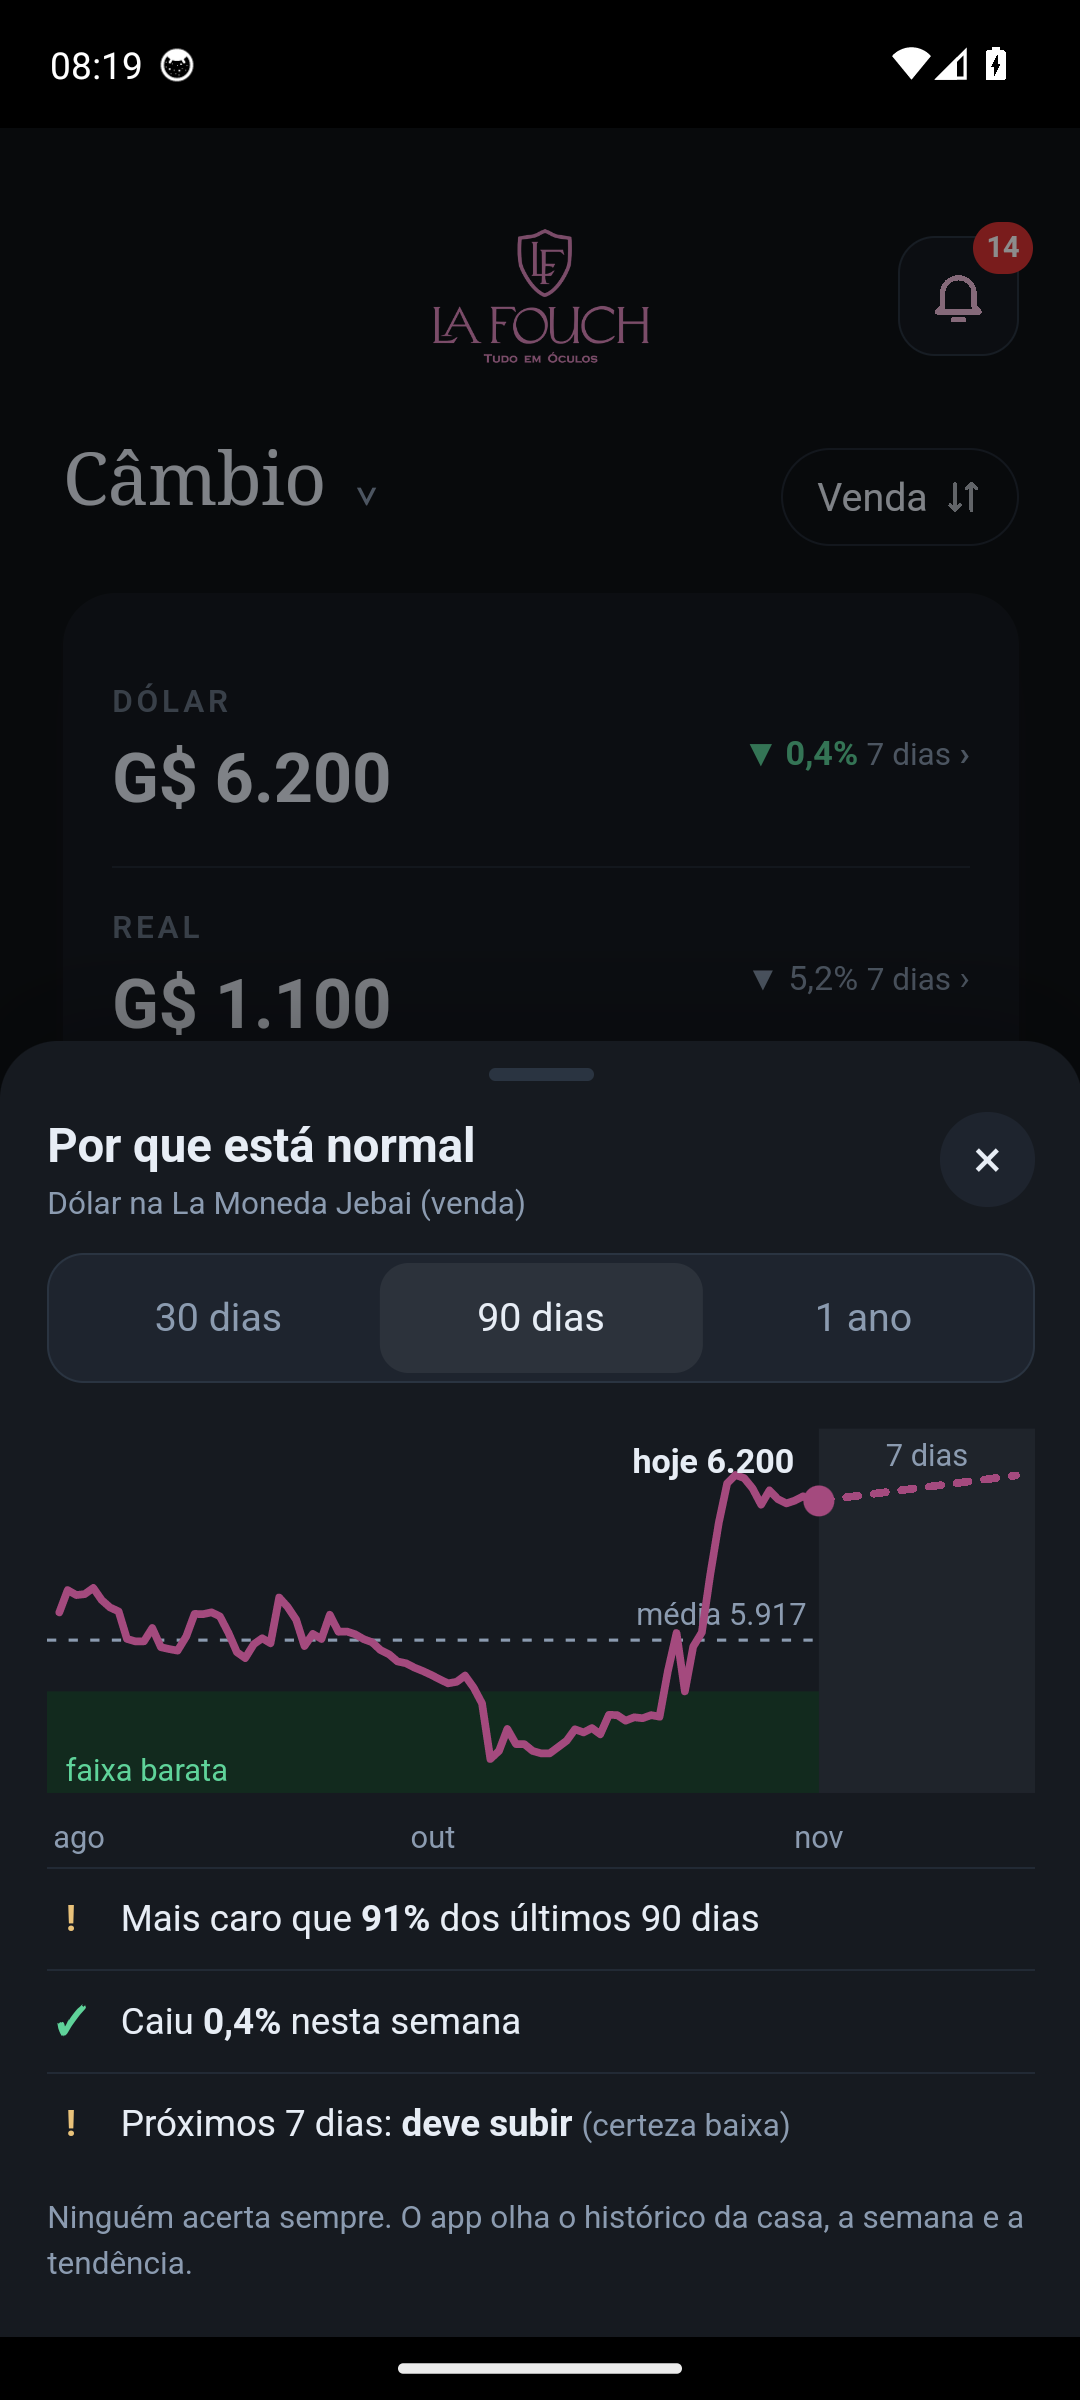 08:19
14
LF
LA FOUCH
TUDO EM ÓCULOS
Câmbio
Venda
DÓLAR
G$ 6.200
▼ 0,4% 7 dias ›
REAL
G$ 1.100
▼ 5,2% 7 dias ›
Por que está normal
Dólar na La Moneda Jebai (venda)
30 dias
90 dias
1 ano
hoje 6.200
7 dias
média 5.917
faixa barata
ago
out
nov
! Mais caro que 91% dos últimos 90 dias
✓ Caiu 0,4% nesta semana
! Próximos 7 dias: deve subir (certeza baixa)
Ninguém acerta sempre. O app olha o histórico da casa, a semana e a
tendência.